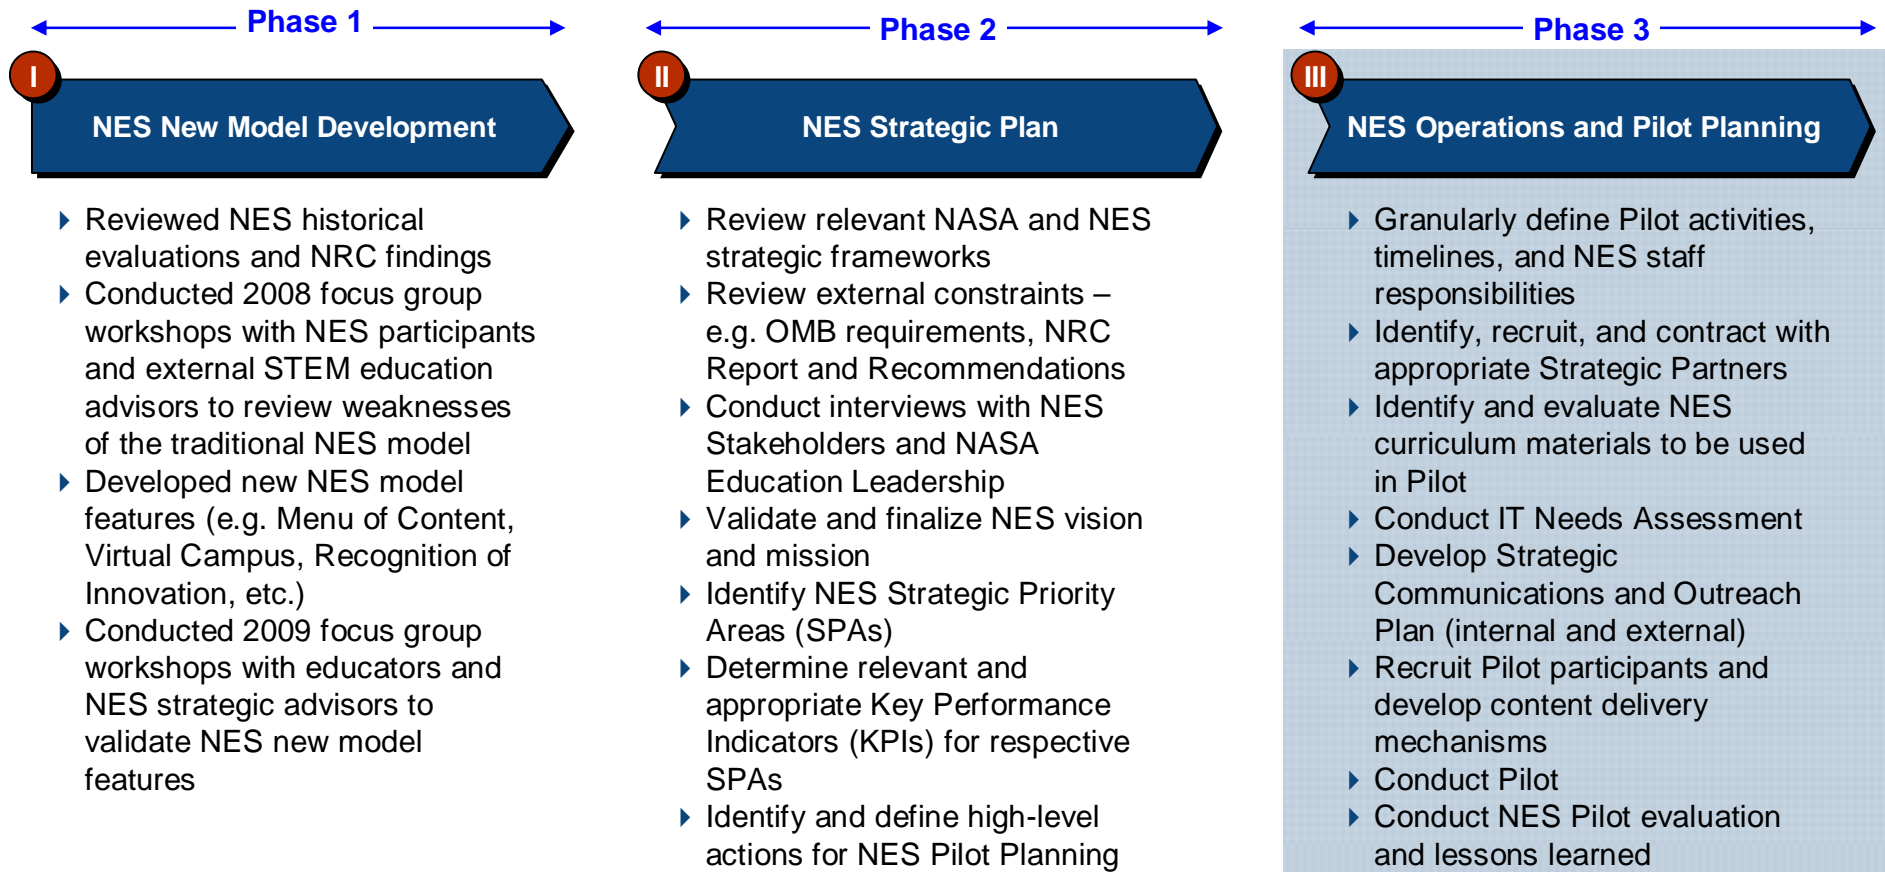 Phase 1
I
NES New Model Development
Reviewed NES historical
evaluations and NRC findings
Conducted 2008 focus group
workshops with NES participants
and external STEM education
advisors to review weaknesses
of the traditional NES model
Developed new NES model
features (e.g. Menu of Content,
Virtual Campus, Recognition of
Innovation, etc.)
Conducted 2009 focus group
workshops with educators and
NES strategic advisors to
validate NES new model
features
Phase 2
II
NES Strategic Plan
Review relevant NASA and NES
strategic frameworks
Review external constraints –
e.g. OMB requirements, NRC
Report and Recommendations
Conduct interviews with NES
Stakeholders and NASA
Education Leadership
Validate and finalize NES vision
and mission
Identify NES Strategic Priority
Areas (SPAs)
Determine relevant and
appropriate Key Performance
Indicators (KPIs) for respective
SPAs
Identify and define high-level
actions for NES Pilot Planning
Phase 3
III
NES Operations and Pilot Planning
Granularly define Pilot activities,
timelines, and NES staff
responsibilities
Identify, recruit, and contract with
appropriate Strategic Partners
Identify and evaluate NES
curriculum materials to be used
in Pilot
Conduct IT Needs Assessment
Develop Strategic
Communications and Outreach
Plan (internal and external)
Recruit Pilot participants and
develop content delivery
mechanisms
Conduct Pilot
Conduct NES Pilot evaluation
and lessons learned